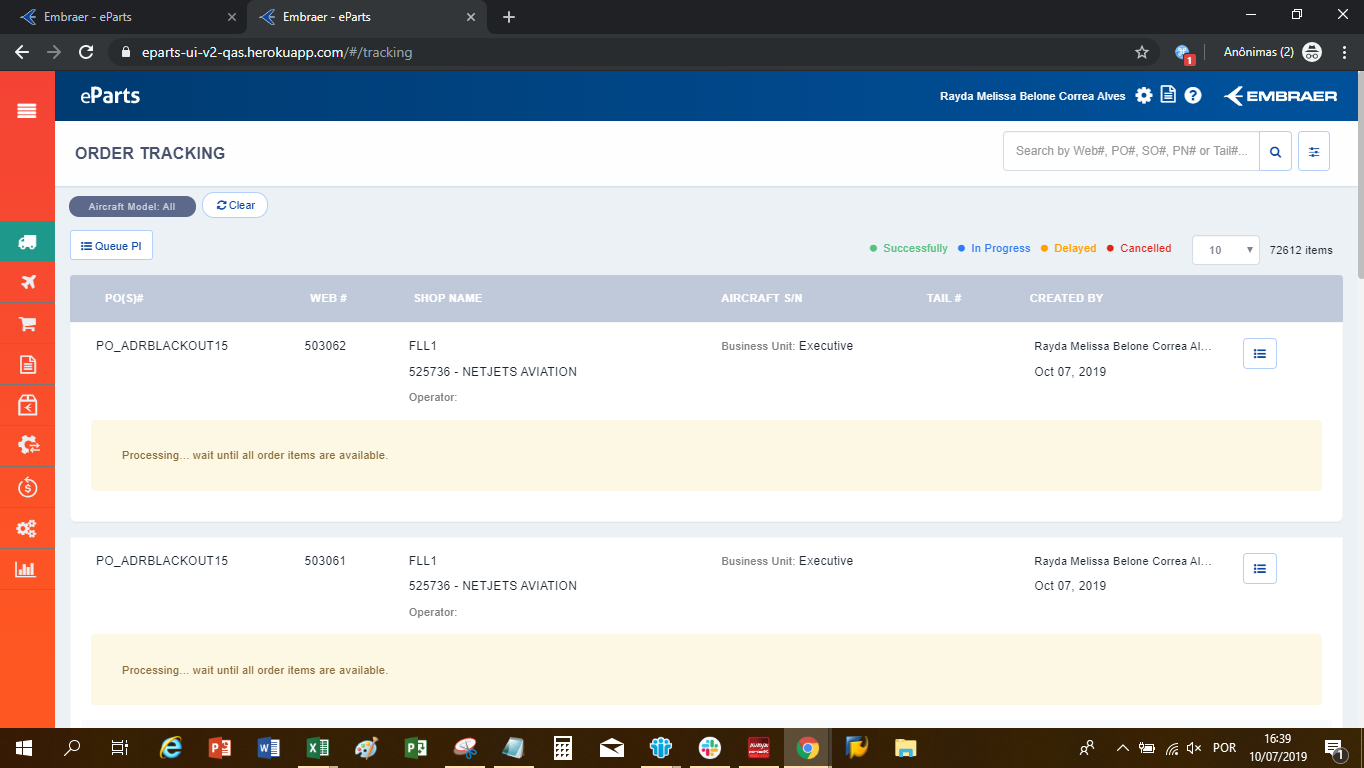 Embraer - eParts
Embraer - eParts
eparts-ui-v2-qas.herokuapp.com/#/tracking
1
Anônimas (2)
eParts
Rayda Melissa Belone Correa Alves
EMBRAER
ORDER TRACKING
Search by Web#, PO#, SO#, PN# or Tail#...
Aircraft Model: All
Clear
Queue PI
Successfully
In Progress
Delayed
Cancelled
10
72612 items
PO(S)# WEB # SHOP NAME AIRCRAFT S/N TAIL # CREATED BY
PO_ADRBLACKOUT15 503062 FLL1 Business Unit: Executive Rayda Melissa Belone Correa Al...
525736 - NETJETS AVIATION Oct 07, 2019
Operator:
Processing... wait until all order items are available.
PO_ADRBLACKOUT15 503061 FLL1 Business Unit: Executive Rayda Melissa Belone Correa Al...
525736 - NETJETS AVIATION Oct 07, 2019
Operator:
Processing... wait until all order items are available.
POR
16:39
10/07/2019
1